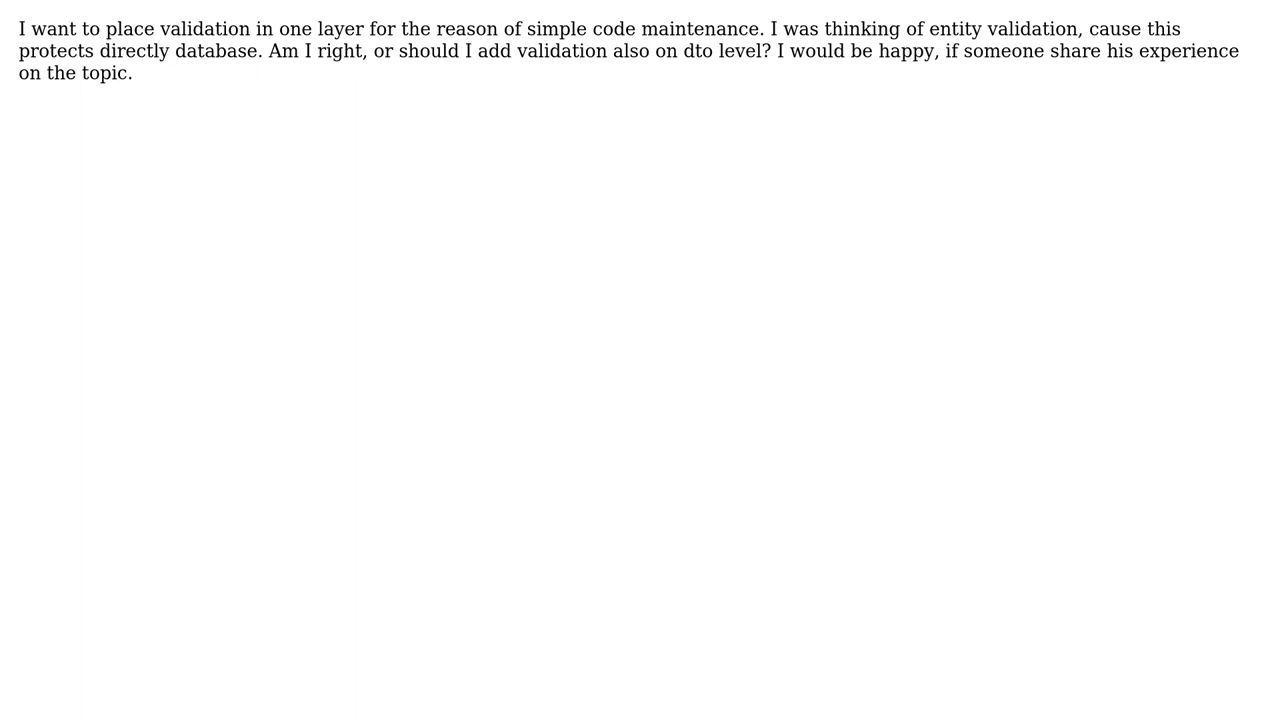 I want to place validation in one layer for the reason of simple code maintenance. I was thinking of entity validation, cause this
protects directly database. Am I right, or should I add validation also on dto level? I would be happy, if someone share his experience
on the topic.